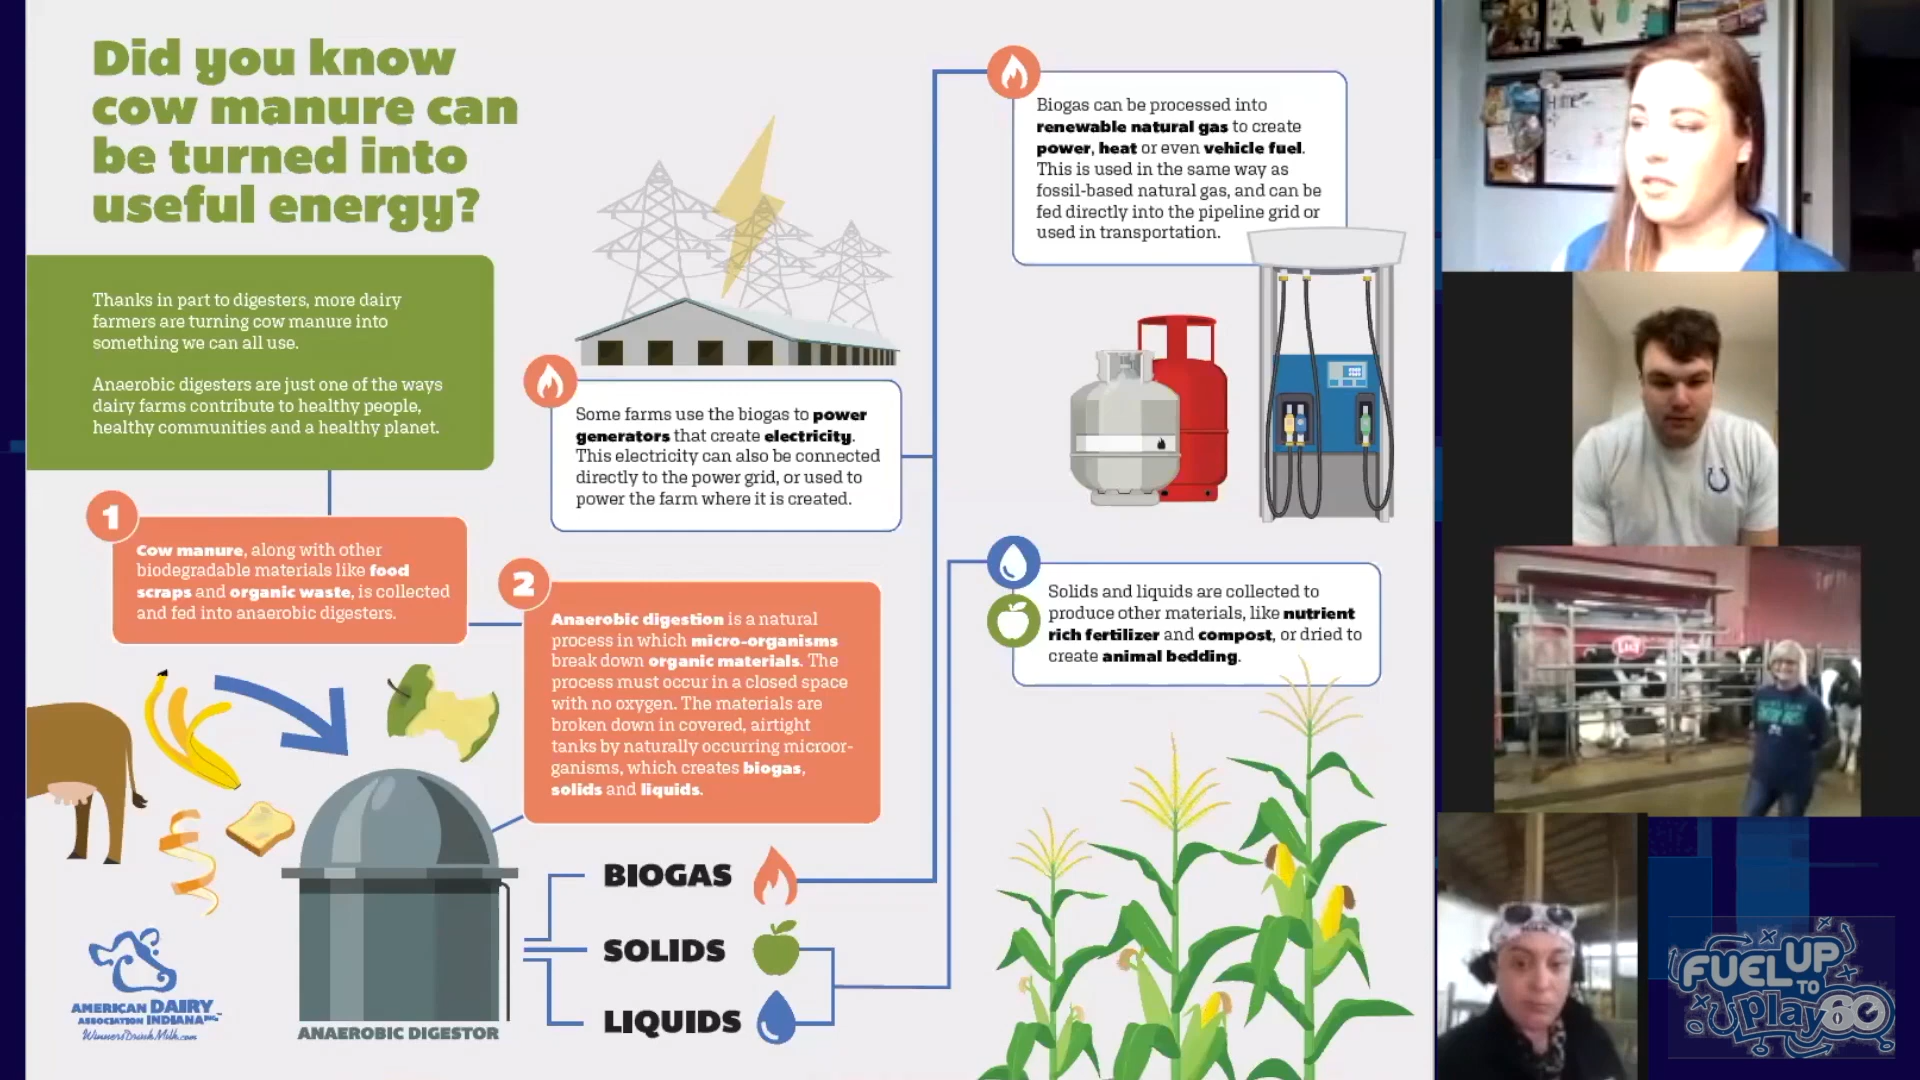 Did you know
cow manure can
be turned into
useful energy?
Thanks in part to digesters, more dairy
farmers are turning cow manure into
something we can all use.
Anaerobic digesters are just one of the ways
dairy farms contribute to healthy people,
healthy communities and a healthy planet.
1
Cow manure, along with other
biodegradable materials like food
scraps and organic waste, is collected
and fed into anaerobic digesters.
2
Anaerobic digestion is a natural
process in which micro-organisms
break down organic materials. The
process must occur in a closed space
with no oxygen. The materials are
broken down in covered, airtight
tanks by naturally occurring microor-
ganisms, which creates biogas,
solids and liquids.
Some farms use the biogas to power
generators that create electricity.
This electricity can also be connected
directly to the power grid, or used to
power the farm where it is created.
Biogas can be processed into
renewable natural gas to create
power, heat or even vehicle fuel.
This is used in the same way as
fossil-based natural gas, and can be
fed directly into the pipeline grid or
used in transportation.
Solids and liquids are collected to
produce other materials, like nutrient
rich fertilizer and compost, or dried to
create animal bedding.
BIOGAS
SOLIDS
LIQUIDS
ANAEROBIC DIGESTOR
AMERICAN DAIRY
ASSOCIATION INDIANA INC.
WinnersDrinkMilk.com
FUEL UP
TO
Play 60